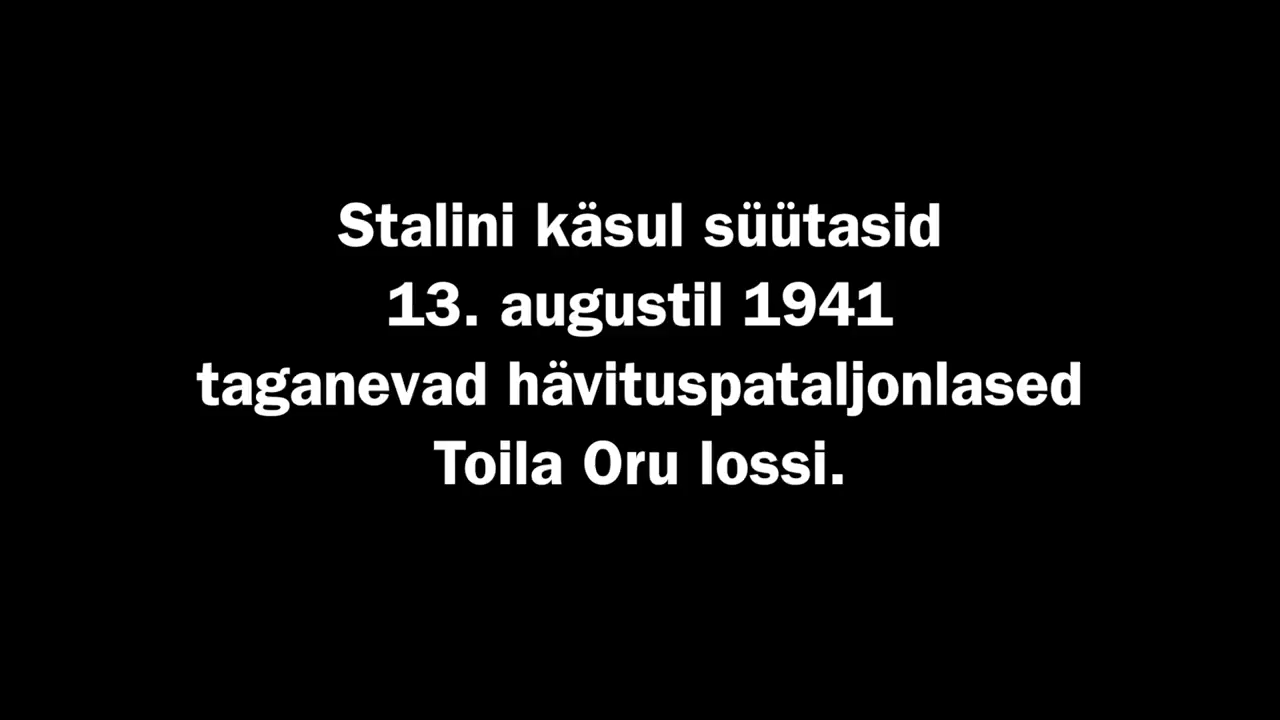 Stalini käsul süütasid
13. augustil 1941
taganevad hävituspataljonlased
Toila Oru lossi.